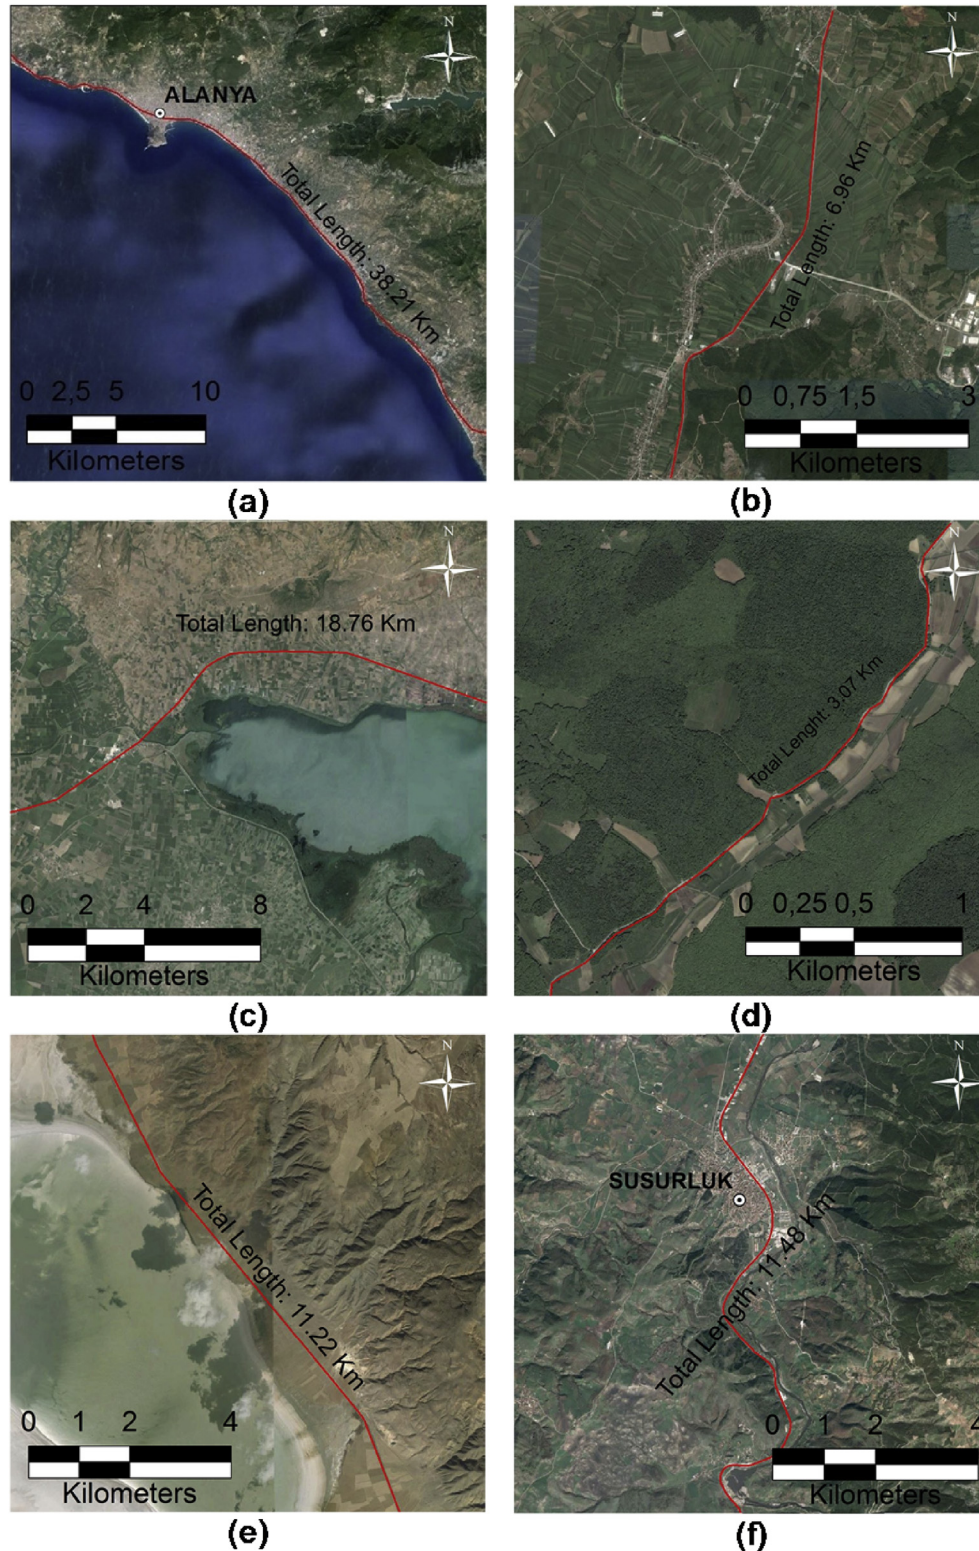 N
ALANYA
Total Length: 38.21 Km
0 2,5 5 10
Kilometers
(a)
N
Total Length: 6.96 Km
0 0,75 1,5 3
Kilometers
(b)
N
Total Length: 18.76 Km
0 2 4 8
Kilometers
(c)
N
Total Lenght: 3.07 Km
0 0,25 0,5 1
Kilometers
(d)
N
Total Length: 11.22 Km
0 1 2 4
Kilometers
(e)
N
SUSURLUK
Total Length: 11.48 Km
0 1 2 4
Kilometers
(f)